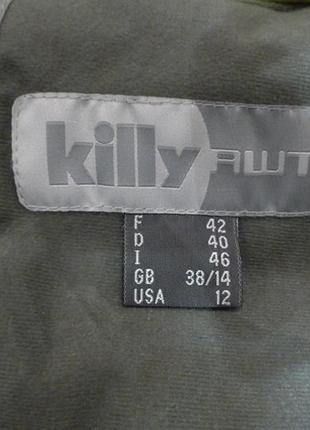 killy AWT
F 42
D 40
I 46
GB 38/14
USA 12